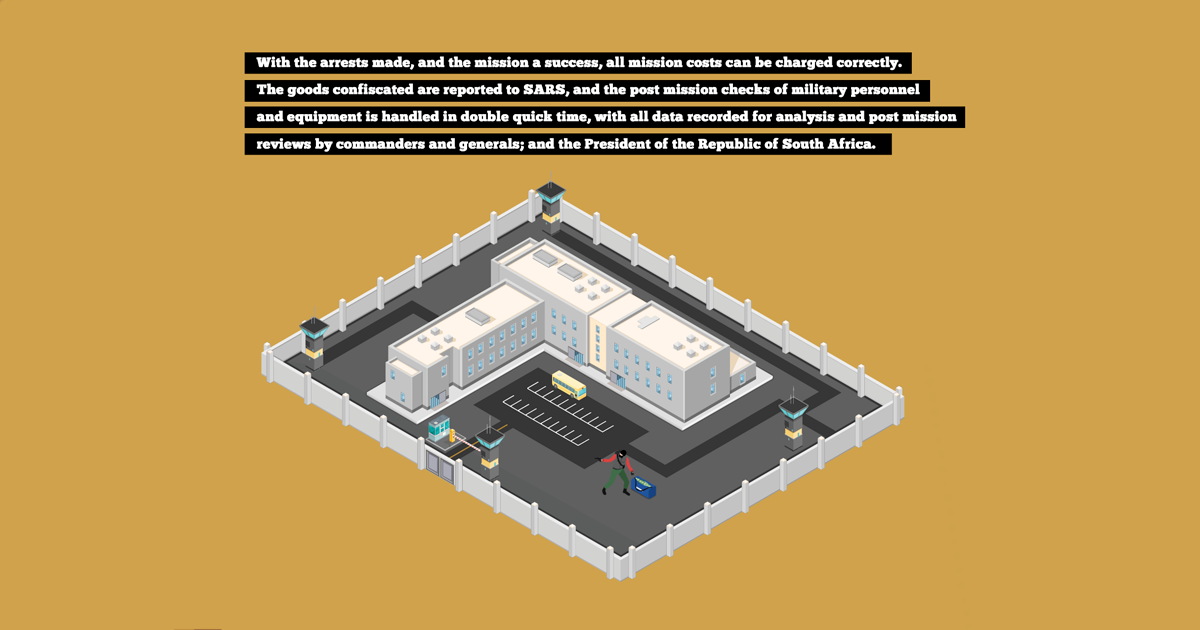 With the arrests made, and the mission a success, all mission costs can be charged correctly.
The goods confiscated are reported to SARS, and the post mission checks of military personnel
and equipment is handled in double quick time, with all data recorded for analysis and post mission
reviews by commanders and generals; and the President of the Republic of South Africa.